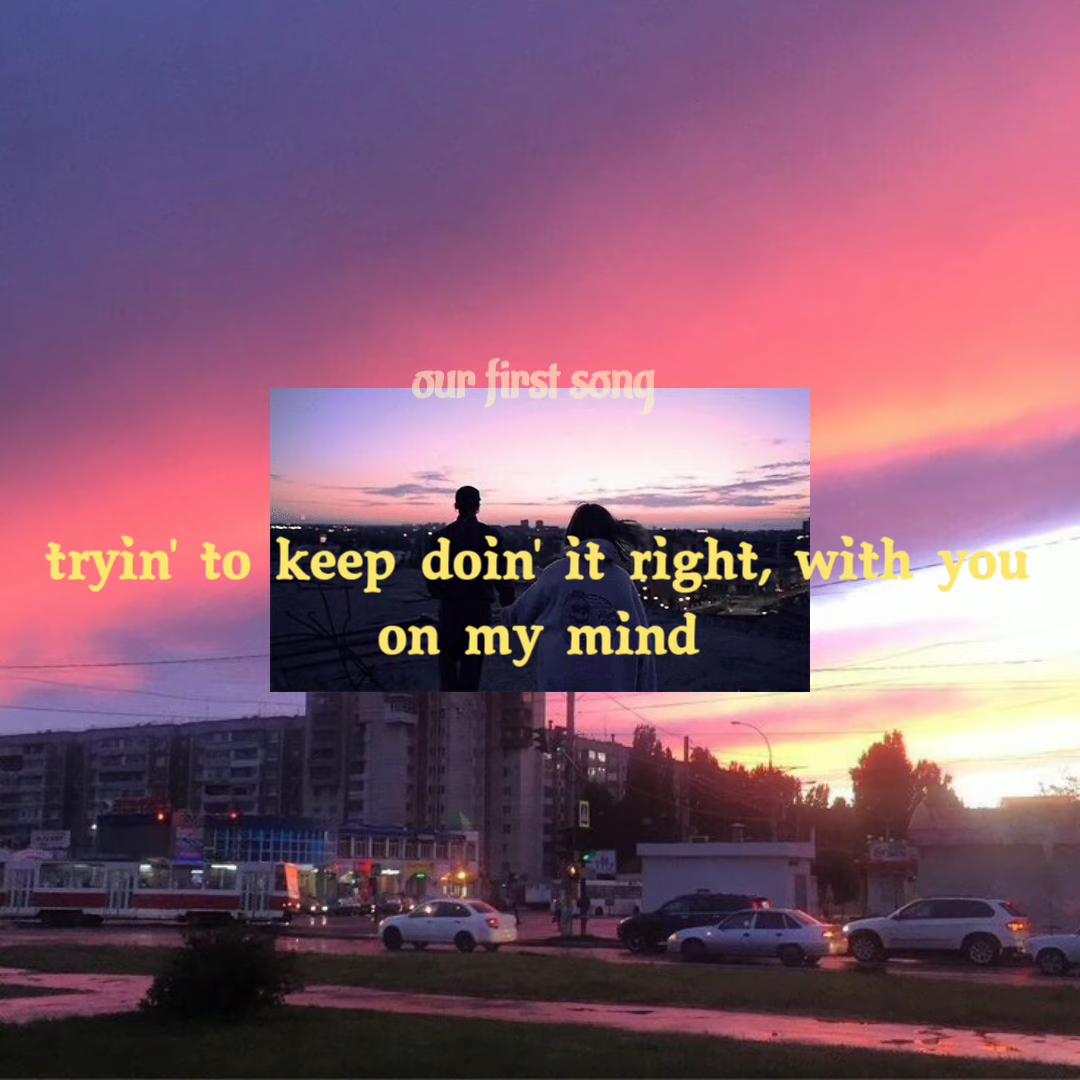 our first song
tryin' to keep doin' it right, with you
on my mind